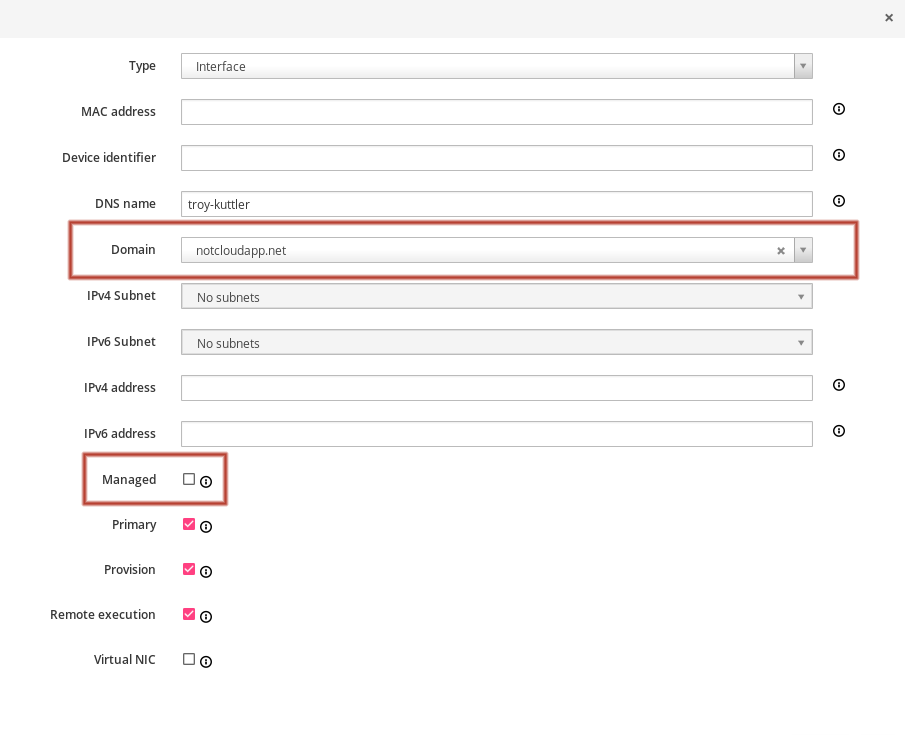 ×
Type Interface
MAC address
Device identifier
DNS name troy-kuttler
Domain notcloudapp.net ×
IPv4 Subnet No subnets
IPv6 Subnet No subnets
IPv4 address
IPv6 address
Managed
Primary
Provision
Remote execution
Virtual NIC